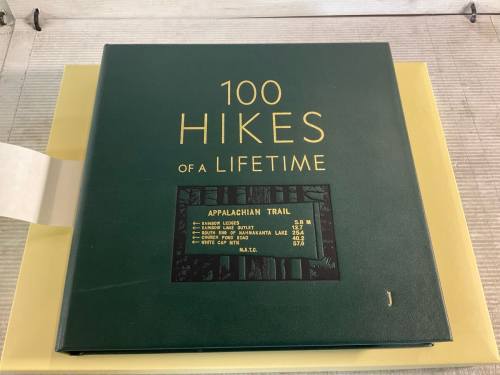 100
HIKES
OF A LIFETIME
APPALACHIAN TRAIL
← RAINBOW LEDGES 5.8 M
← RAINBOW LAKE OUTLET 12.7
← SOUTH END OF NAHMAKANTA LAKE 25.4
← CHURCH POND ROAD 40.2
← WHITE CAP MTN 57.0
M.A.T.C.
J